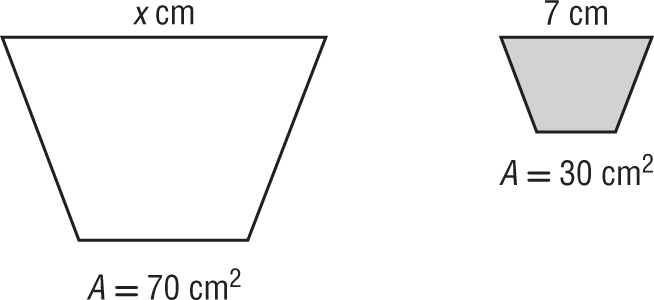 x cm
A = 70 cm²
7 cm
A = 30 cm²